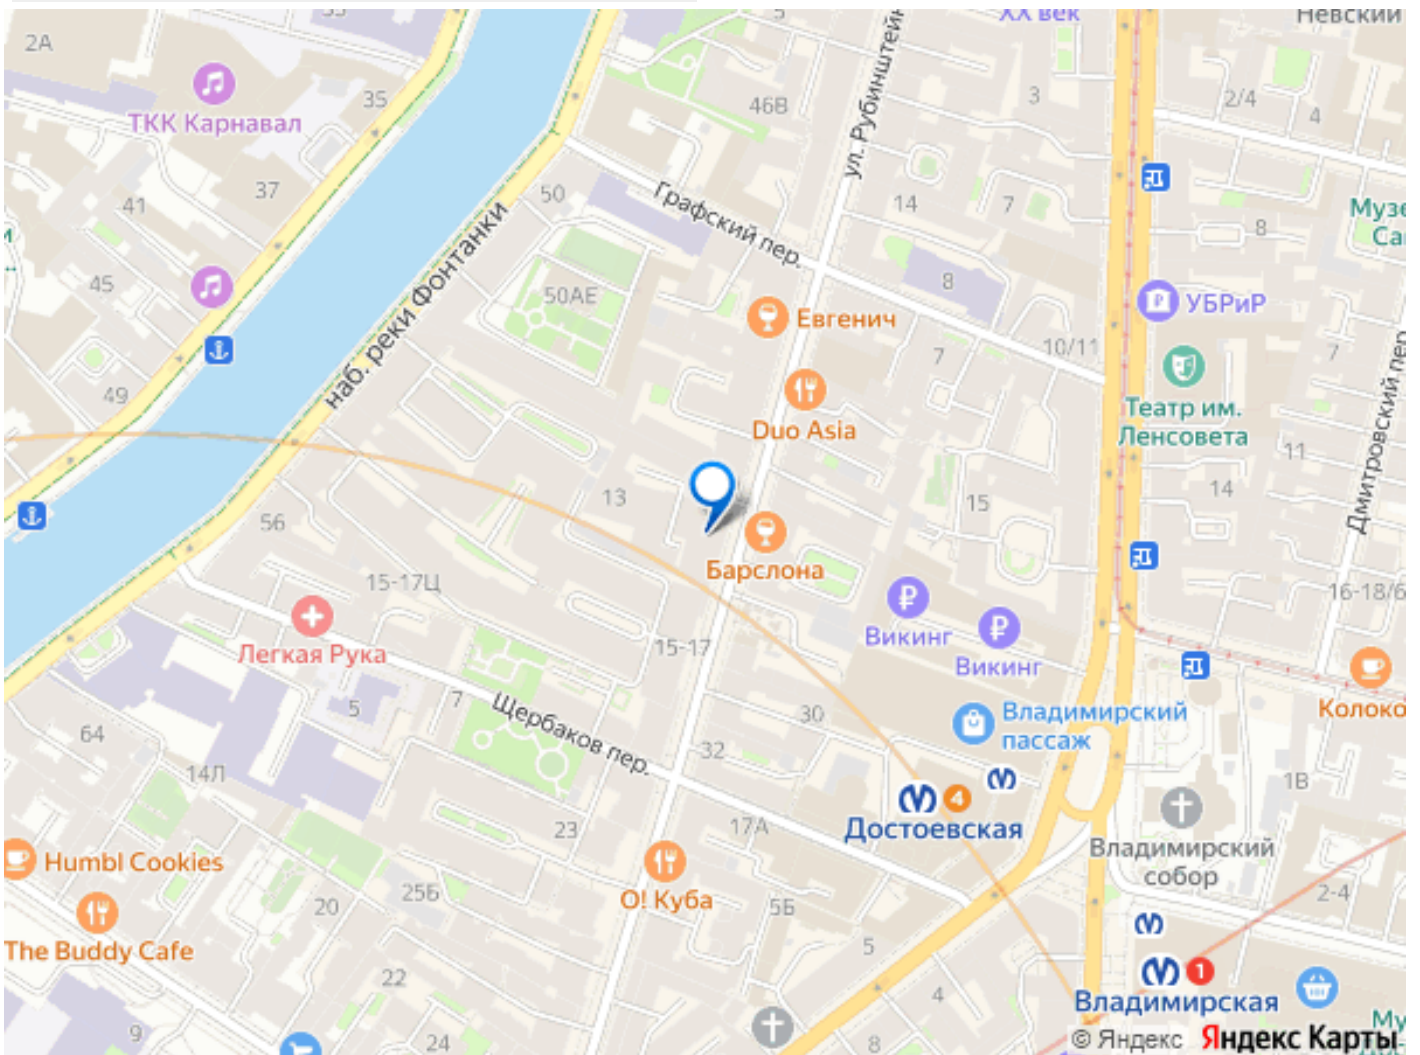 XX век
Невский
2А
5
35
46В
3
2/4
4
ТКК Карнавал
ул. Рубинштейн
37
50
Графский пер.
14
7
41
8
Музе
Са
наб. реки Фонтанки
45
50АЕ
8
УБРиР
Евгенич
7
10/11
7
Дмитровский пер.
49
Duo Asia
Театр им.
Ленсовета
11
13
15
14
56
Барслона
15-17Ц
16-18/6
Викинг
Легкая Рука
15-17
Викинг
5
7
Щербаков пер.
30
Владимирский
пассаж
Колоко
64
32
14Л
1В
4
Достоевская
23
17А
Владимирский
собор
Humbl Cookies
25Б
О! Куба
2-4
20
5Б
The Buddy Cafe
5
22
1
4
Владимирская
9
24
8
Му
© Яндекс Яндекс Карты